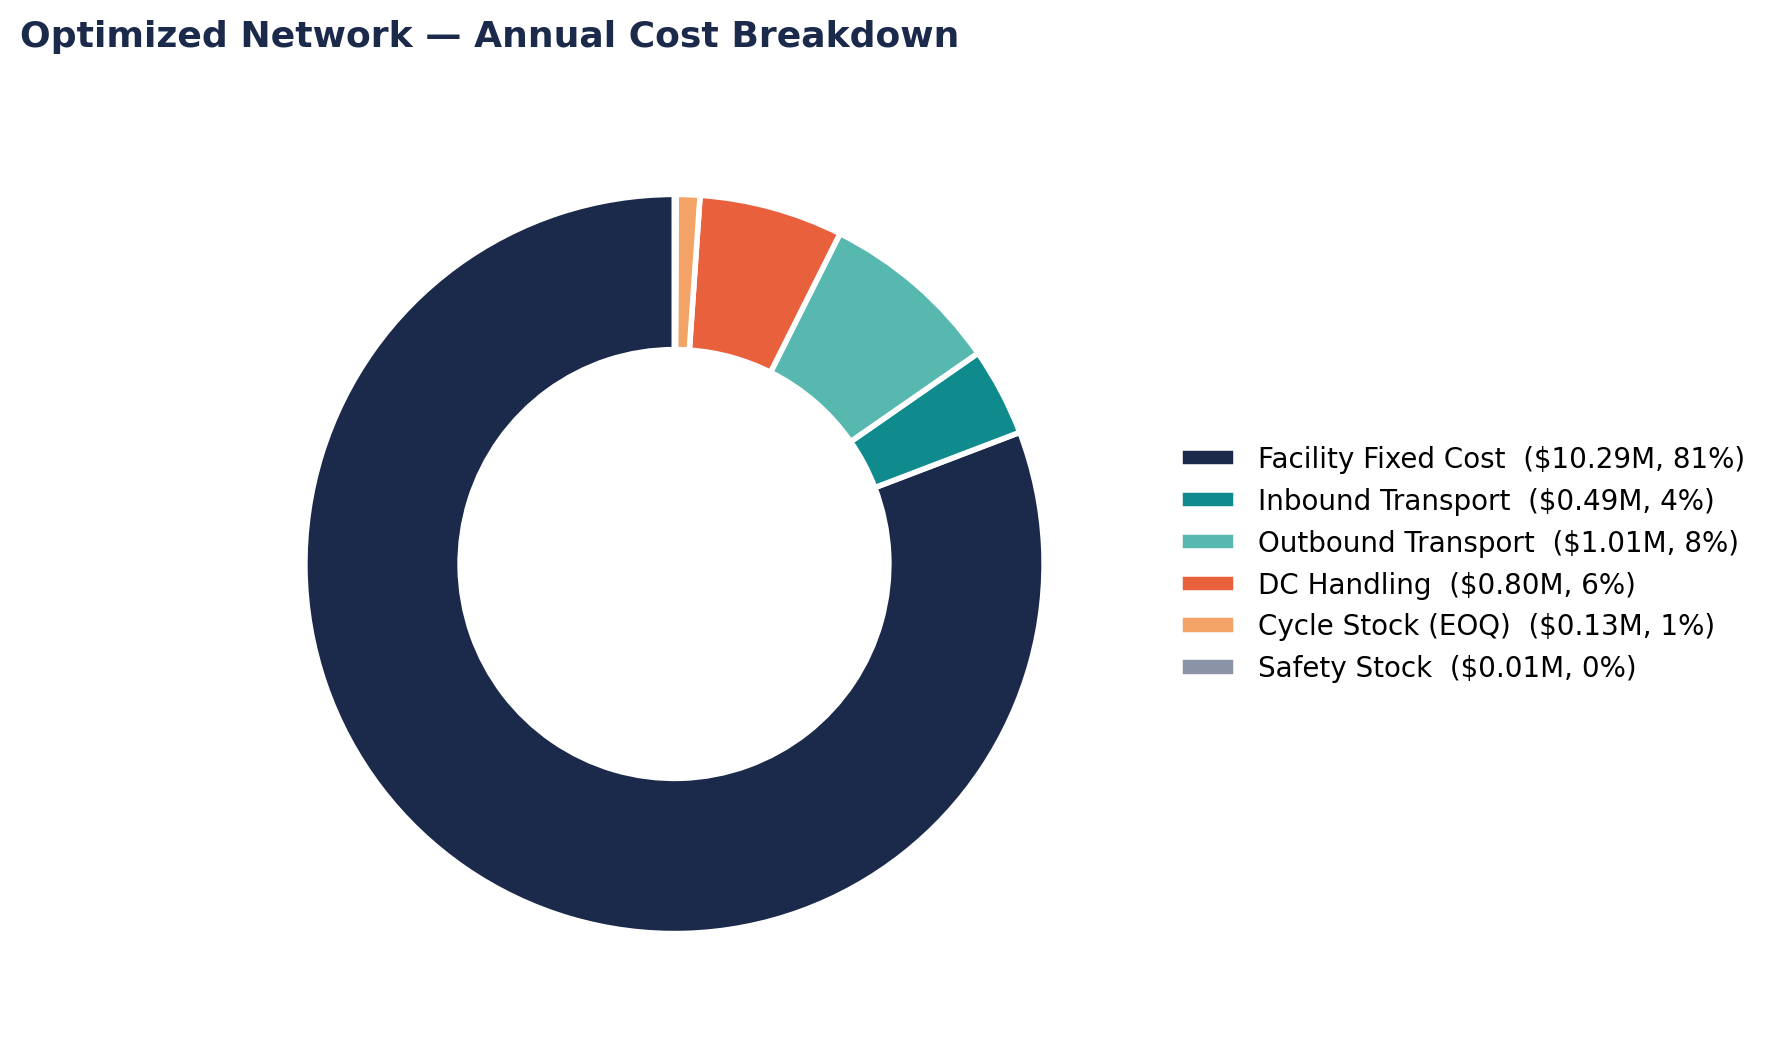 Optimized Network — Annual Cost Breakdown
Facility Fixed Cost  ($10.29M, 81%)
Inbound Transport  ($0.49M, 4%)
Outbound Transport  ($1.01M, 8%)
DC Handling  ($0.80M, 6%)
Cycle Stock (EOQ)  ($0.13M, 1%)
Safety Stock  ($0.01M, 0%)